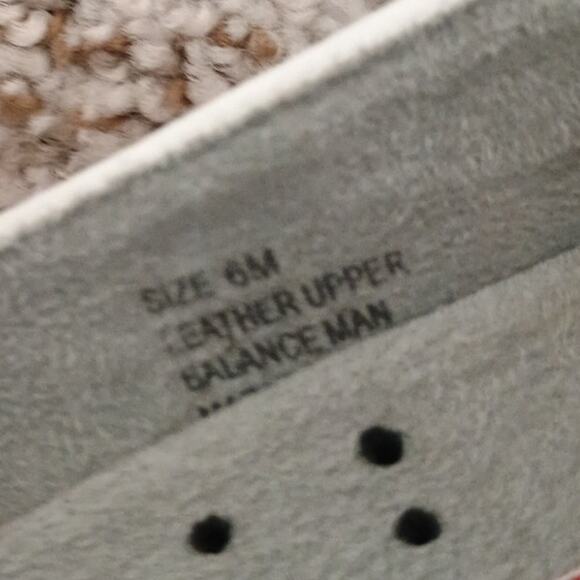 SIZE 6M
LEATHER UPPER
BALANCE MAN